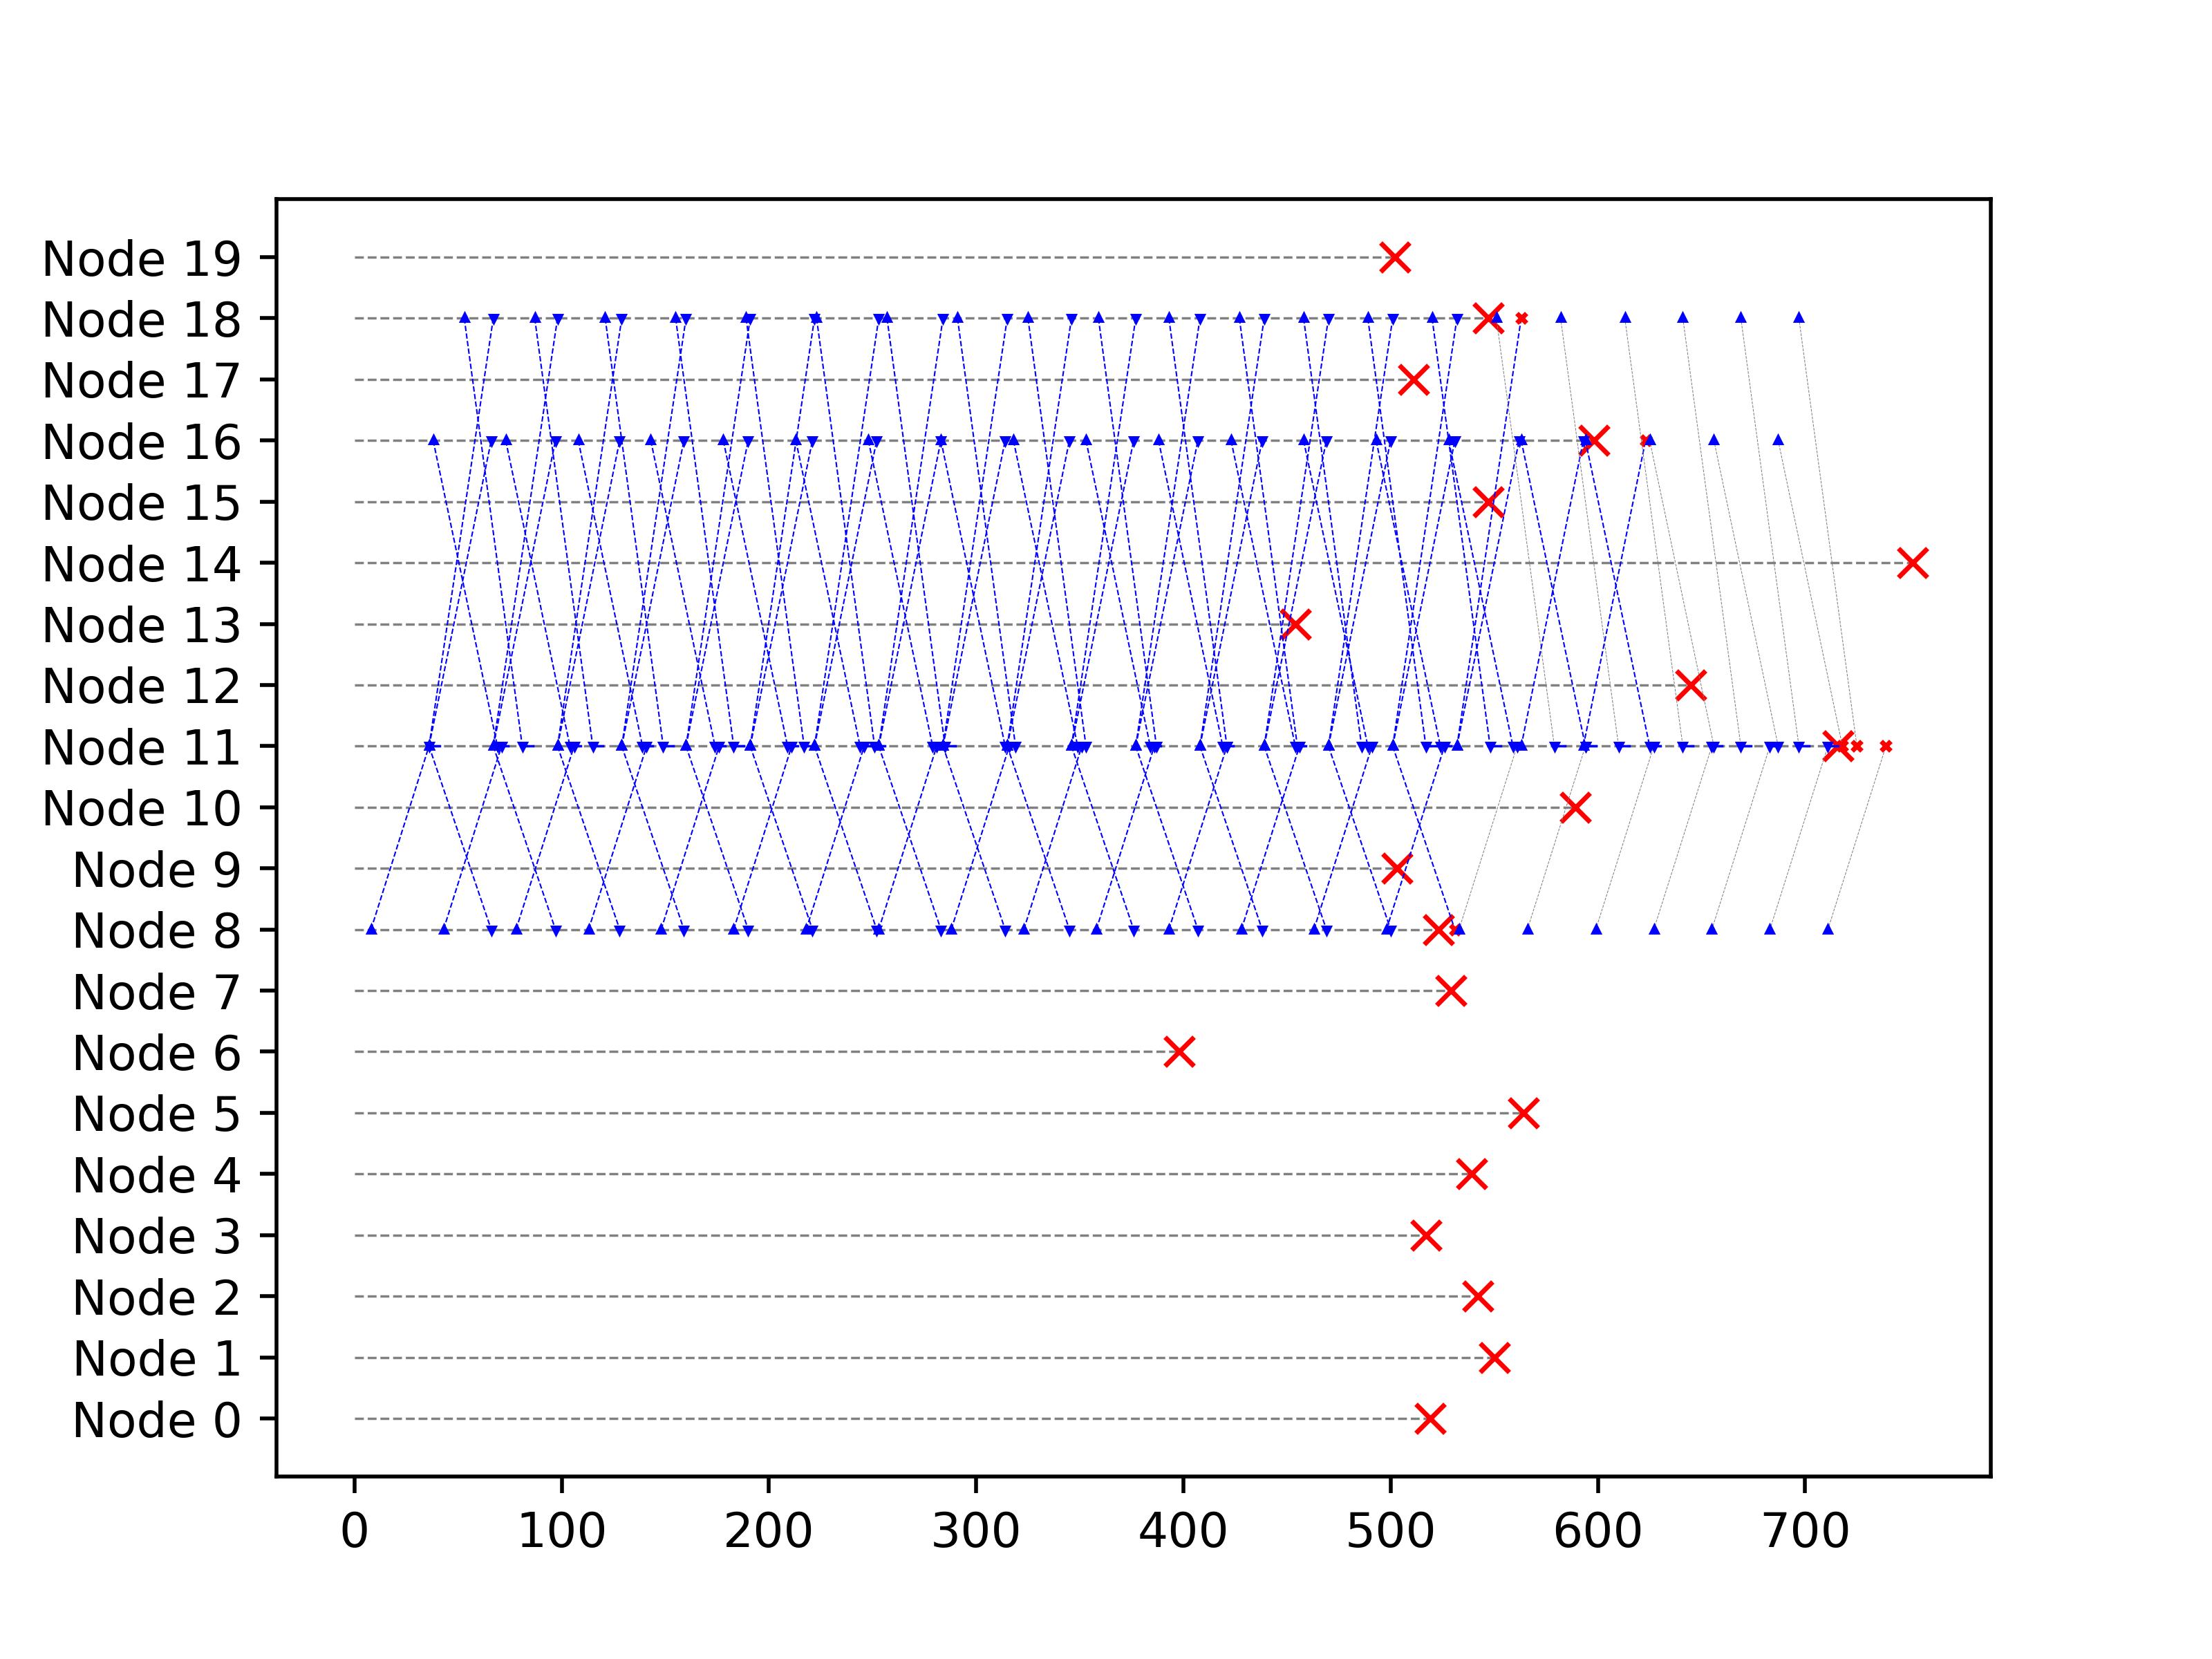 Node 19
Node 18
Node 17
Node 16
Node 15
Node 14
Node 13
Node 12
Node 11
Node 10
Node 9
Node 8
Node 7
Node 6
Node 5
Node 4
Node 3
Node 2
Node 1
Node 0
0 100 200 300 400 500 600 700